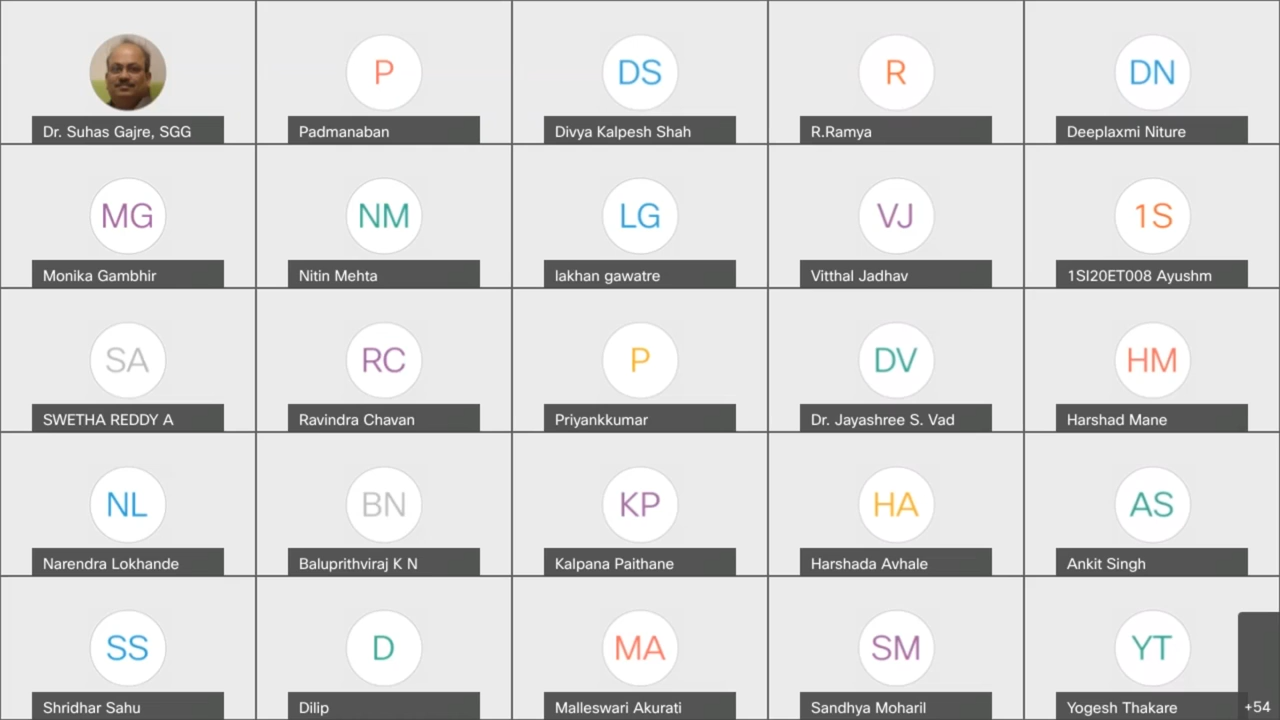 Dr. Suhas Gajre, SGG
P
Padmanaban
DS
Divya Kalpesh Shah
R
R.Ramya
DN
Deeplaxmi Niture
MG
Monika Gambhir
NM
Nitin Mehta
LG
lakhan gawatre
VJ
Vitthal Jadhav
1S
1SI20ET008 Ayushm
SA
SWETHA REDDY A
RC
Ravindra Chavan
P
Priyankkumar
DV
Dr. Jayashree S. Vad
HM
Harshad Mane
NL
Narendra Lokhande
BN
Baluprithviraj K N
KP
Kalpana Paithane
HA
Harshada Avhale
AS
Ankit Singh
SS
Shridhar Sahu
D
Dilip
MA
Malleswari Akurati
SM
Sandhya Moharil
YT
Yogesh Thakare
+54